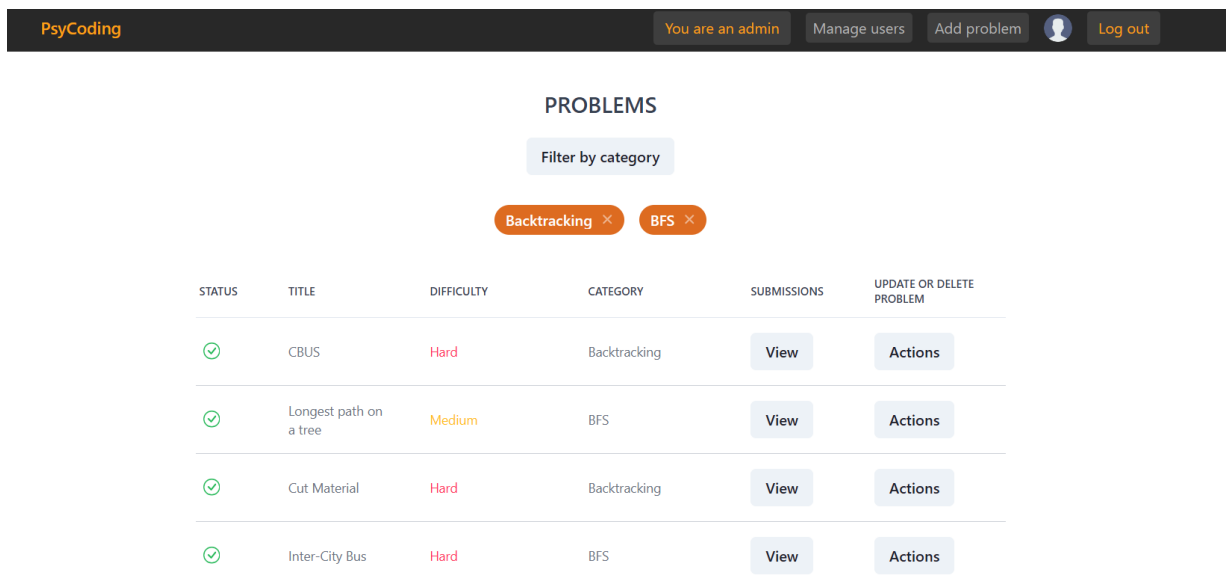 PsyCoding You are an admin Manage users Add problem Log out
PROBLEMS
Filter by category
Backtracking × BFS ×
STATUS TITLE DIFFICULTY CATEGORY SUBMISSIONS UPDATE OR DELETE
PROBLEM
CBUS Hard Backtracking View Actions
Longest path on
a tree Medium BFS View Actions
Cut Material Hard Backtracking View Actions
Inter-City Bus Hard BFS View Actions